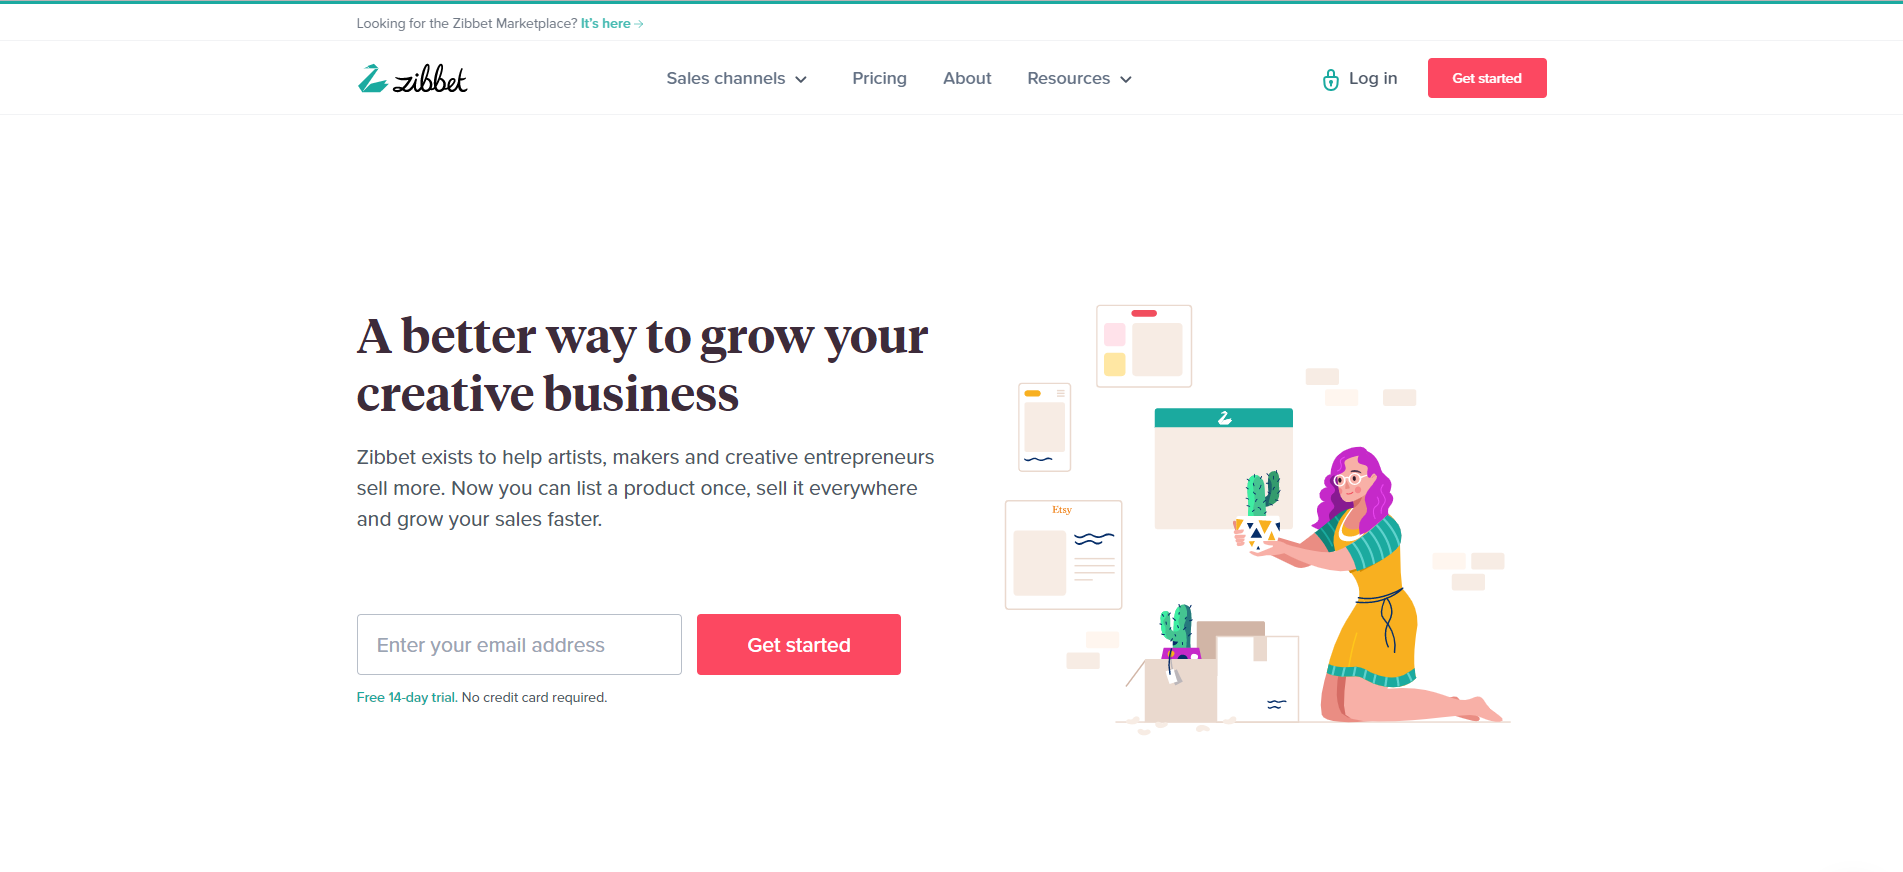 Looking for the Zibbet Marketplace? It's here →
zibbet
Sales channels
Pricing
About
Resources
Log in
Get started
A better way to grow your
creative business
Zibbet exists to help artists, makers and creative entrepreneurs
sell more. Now you can list a product once, sell it everywhere
and grow your sales faster.
Enter your email address
Get started
Free 14-day trial. No credit card required.
Etsy